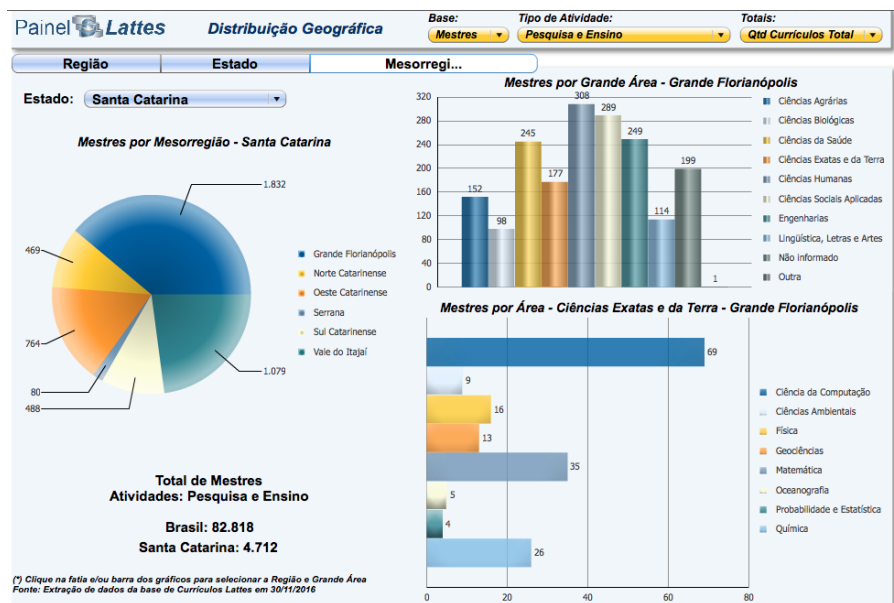 Painel Lattes
Distribuição Geográfica
Base:
Mestres
Tipo de Atividade:
Pesquisa e Ensino
Totais:
Qtd Currículos Total
Região
Estado
Mesorregi...
Estado:
Santa Catarina
Mestres por Mesorregião - Santa Catarina
1.832
469
764
80
488
1.079
Grande Florianópolis
Norte Catarinense
Oeste Catarinense
Serrana
Sul Catarinense
Vale do Itajaí
Total de Mestres
Atividades: Pesquisa e Ensino
Brasil: 82.818
Santa Catarina: 4.712
(*) Clique na fatia e/ou barra dos gráficos para selecionar a Região e Grande Área
Fonte: Extração de dados da base de Currículos Lattes em 30/11/2016
Mestres por Grande Área - Grande Florianópolis
320
280
240
200
160
120
80
40
0
152
98
245
177
308
289
249
114
199
1
Ciências Agrárias
Ciências Biológicas
Ciências da Saúde
Ciências Exatas e da Terra
Ciências Humanas
Ciências Sociais Aplicadas
Engenharias
Lingüística, Letras e Artes
Não informado
Outra
Mestres por Área - Ciências Exatas e da Terra - Grande Florianópolis
69
9
16
13
35
5
4
26
0
20
40
60
80
Ciência da Computação
Ciências Ambientais
Física
Geociências
Matemática
Oceanografia
Probabilidade e Estatística
Química